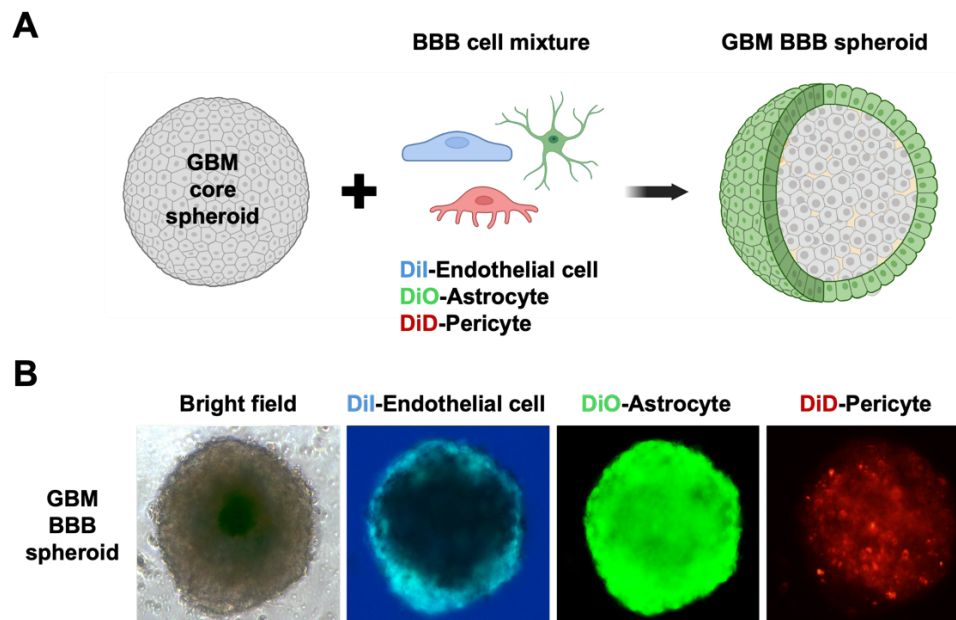 A
BBB cell mixture
GBM BBB spheroid
GBM
core
spheroid
DiI-Endothelial cell
DiO-Astrocyte
DiD-Pericyte
B
Bright field
DiI-Endothelial cell
DiO-Astrocyte
DiD-Pericyte
GBM
BBB
spheroid